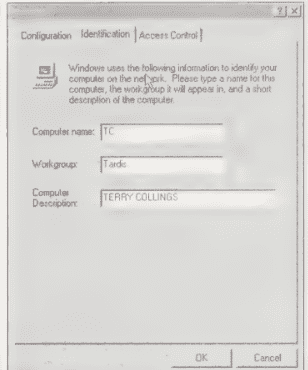 Configuration Identification Access Control
Windows uses the following information to identify your
computer on the network. Please type a name for this
computer, the workgroup it will appear in, and a short
description of the computer.
Computer name: TC
Workgroup: Tardis
Computer
Description: TERRY COLLINGS
OK Cancel